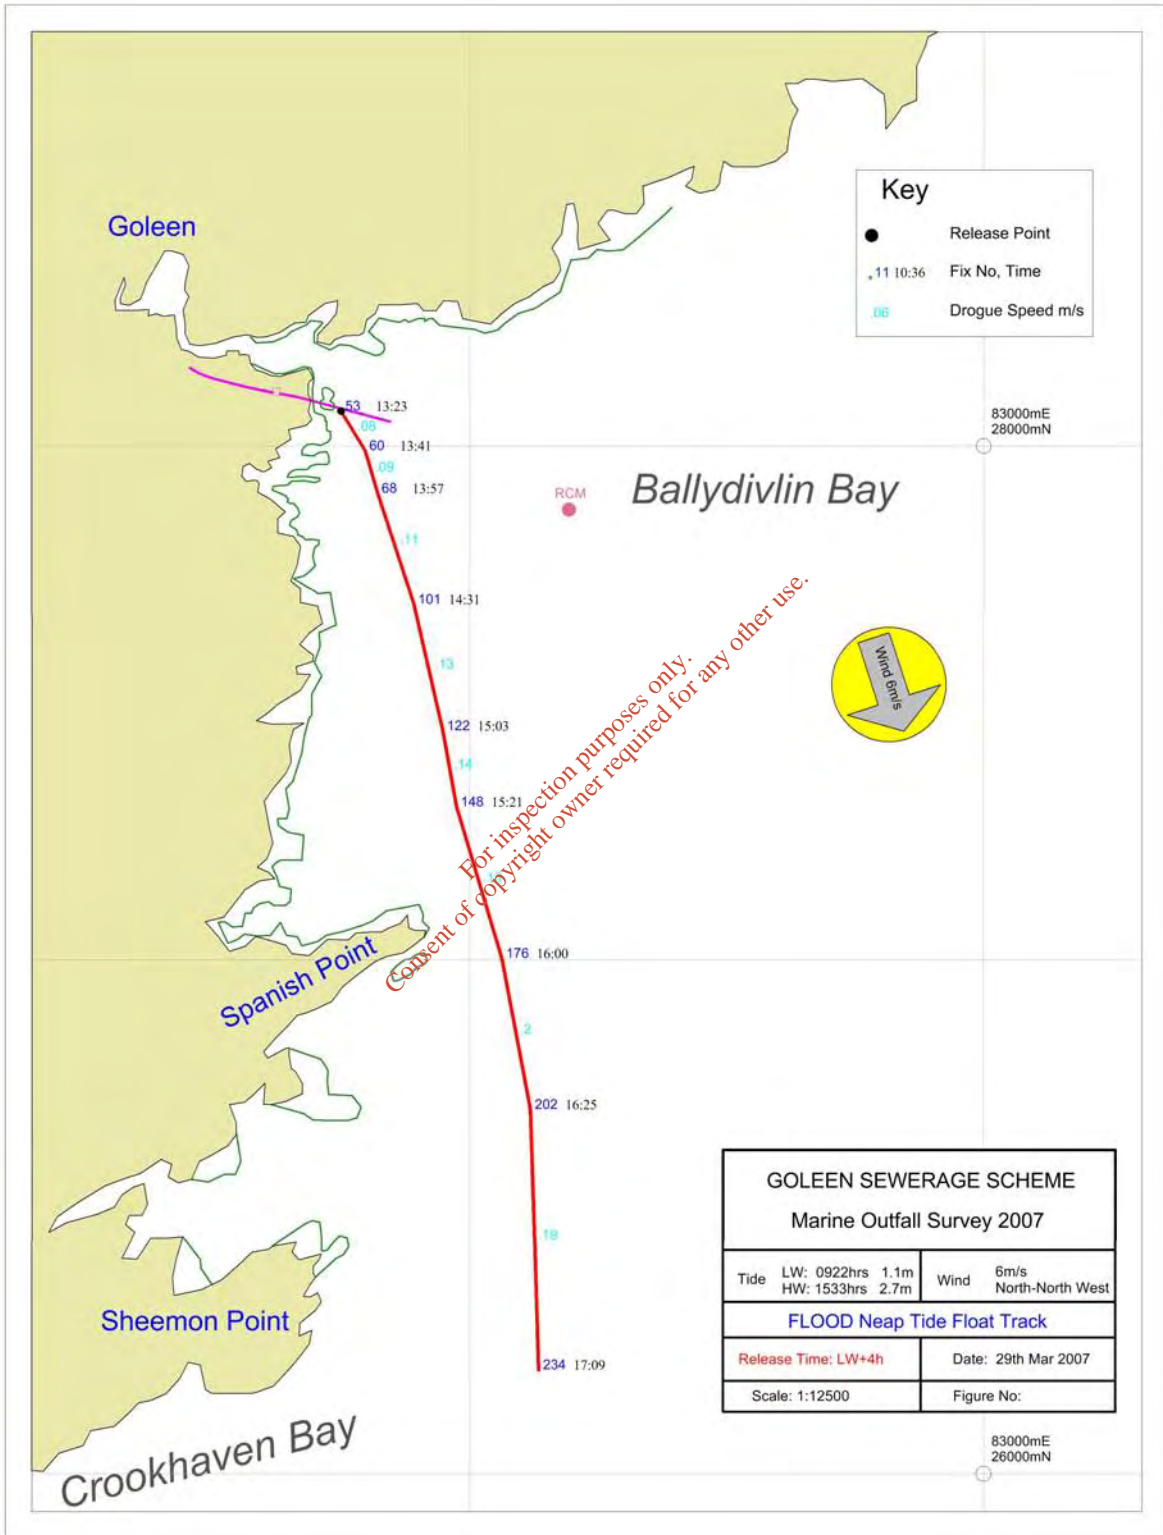 Goleen
Key
Release Point
11 10:36 Fix No, Time
.06 Drogue Speed m/s
53 13:23
.08
60 13:41
.09
68 13:57
83000mE
28000mN
RCM
Ballydivlin Bay
.11
101 14:31
.13
Wind 6m/s
122 15:03
.14
148 15:21
For inspection purposes only.
Consent of copyright owner required for any other use.
176 16:00
Spanish Point
.2
202 16:25
.18
GOLEEN SEWERAGE SCHEME
Marine Outfall Survey 2007
Tide LW: 0922hrs 1.1m
HW: 1533hrs 2.7m
Wind 6m/s
North-North West
FLOOD Neap Tide Float Track
Release Time: LW+4h
Date: 29th Mar 2007
Scale: 1:12500
Figure No:
Sheemon Point
234 17:09
Crookhaven Bay
83000mE
26000mN